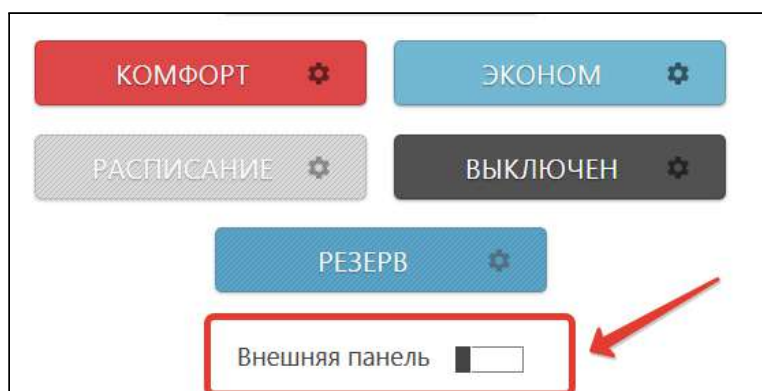 КОМФОРТ
ЭКОНОМ
РАСПИСАНИЕ
ВЫКЛЮЧЕН
РЕЗЕРВ
Внешняя панель